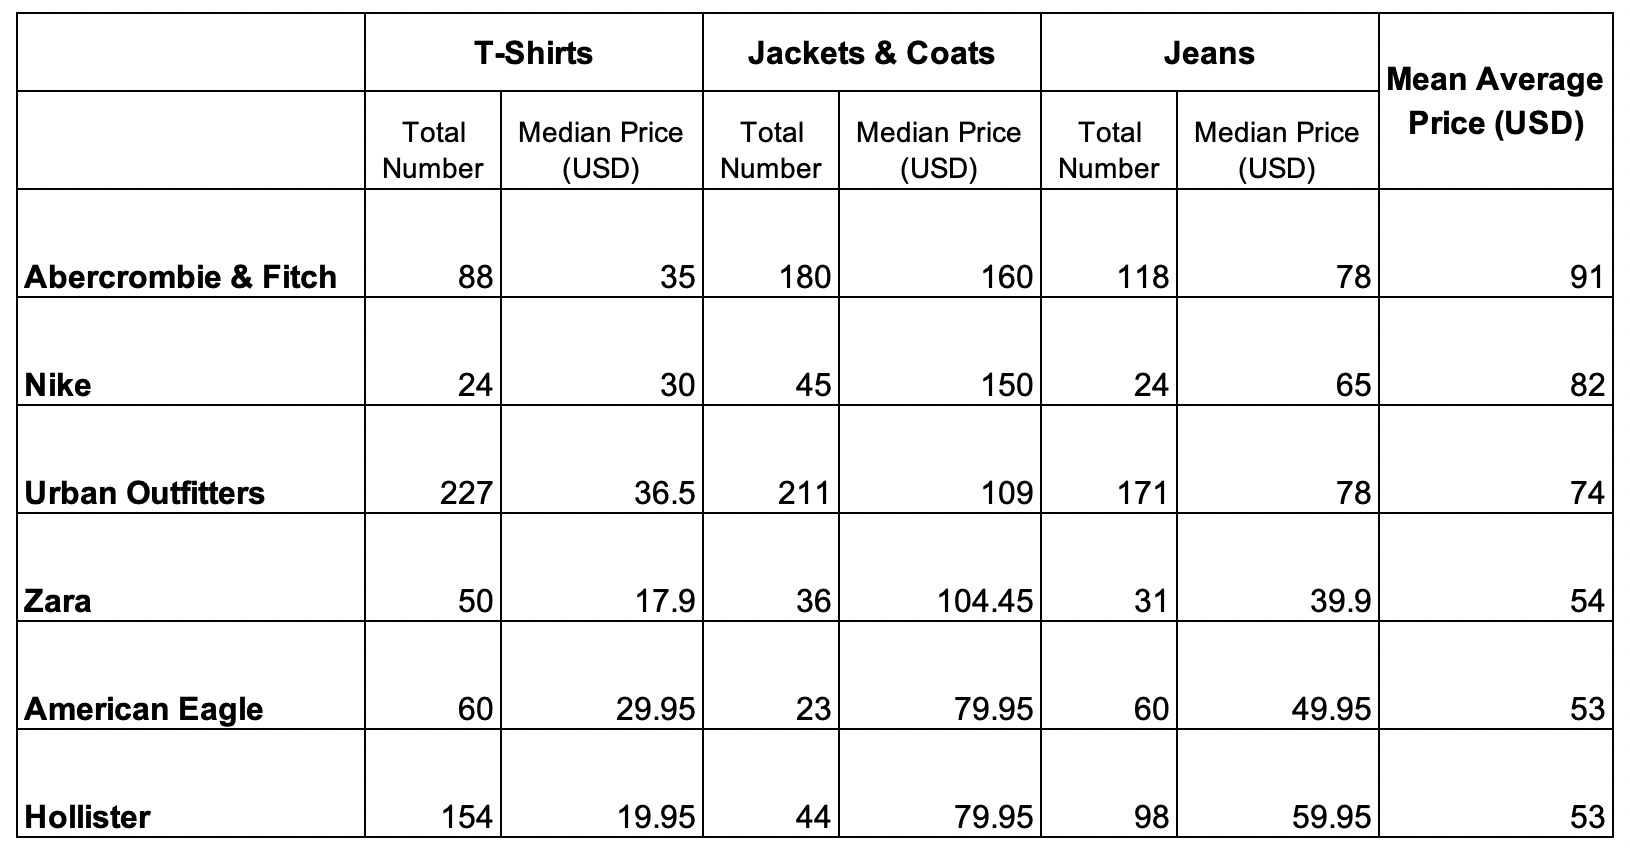 T-Shirts Jackets & Coats Jeans Mean Average
Price (USD)
Total Median Price Total Median Price Total Median Price
Number (USD) Number (USD) Number (USD)
Abercrombie & Fitch 88 35 180 160 118 78 91
Nike 24 30 45 150 24 65 82
Urban Outfitters 227 36.5 211 109 171 78 74
Zara 50 17.9 36 104.45 31 39.9 54
American Eagle 60 29.95 23 79.95 60 49.95 53
Hollister 154 19.95 44 79.95 98 59.95 53